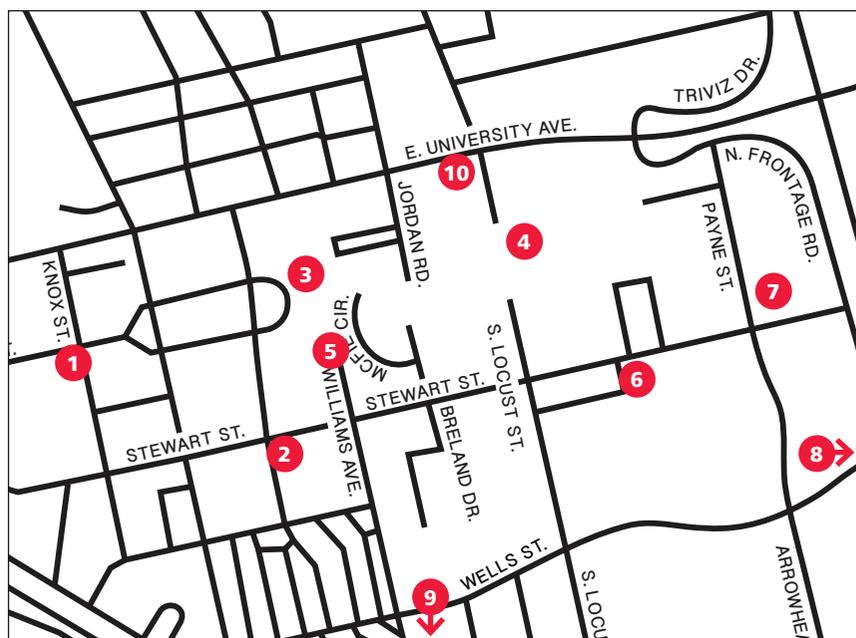 TRIVIZ DR.
E. UNIVERSITY AVE.
10
N. FRONTAGE RD.
JORDAN RD.
PAYNE ST.
4
KNOX ST.
3
7
MCFIE CIR.
5
1
S. LOCUST ST.
6
STEWART ST.
WILLIAMS AVE.
BRELAND DR.
STEWART ST.
2
8
WELLS ST.
9